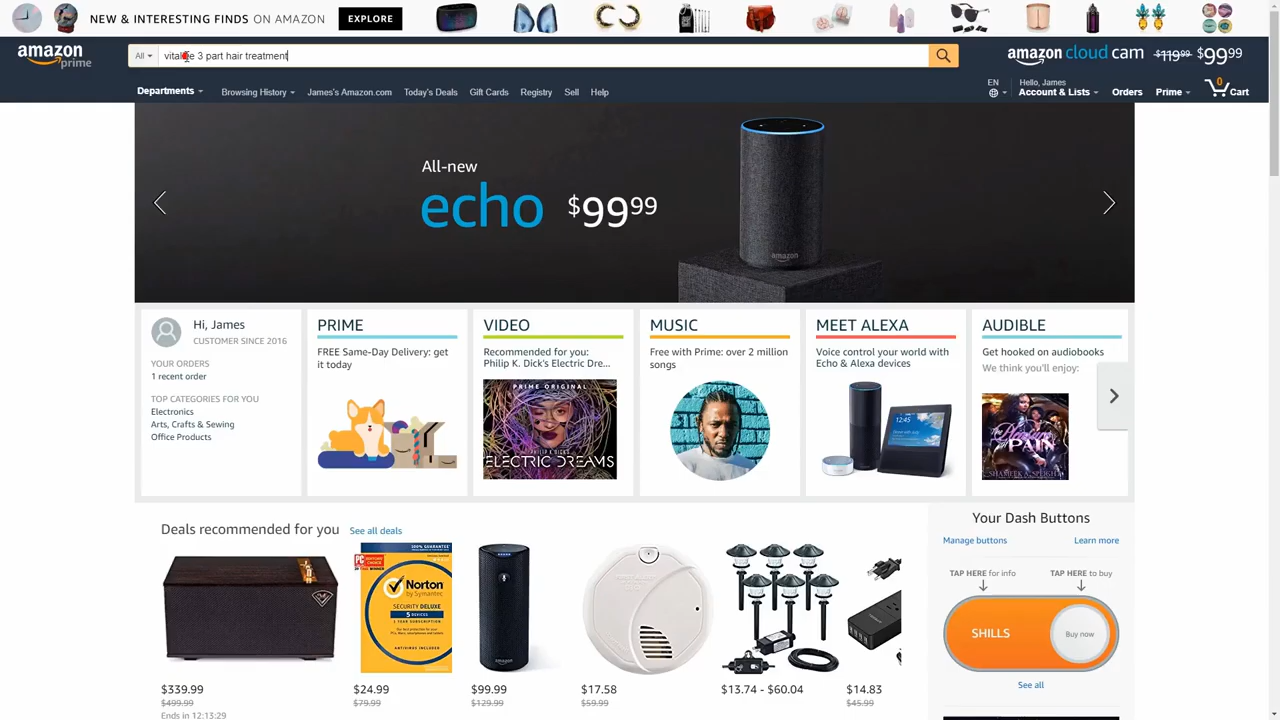 NEW & INTERESTING FINDS ON AMAZON EXPLORE
amazon prime
All
3 part hair treatment
amazon cloud cam $119.99 $99.99
Departments Browsing History James's Amazon.com Today's Deals Gift Cards Registry Sell Help
EN
Hello, James
Account & Lists Orders Prime 0 Cart
All-new
echo $99.99
amazon
Hi, James
CUSTOMER SINCE 2016
YOUR ORDERS
1 recent order
TOP CATEGORIES FOR YOU
Electronics
Arts, Crafts & Sewing
Office Products
PRIME
FREE Same-Day Delivery: get
it today
VIDEO
Recommended for you:
Philip K. Dick's Electric Dre...
PRIME ORIGINAL
PHILIP K. DICK'S
ELECTRIC DREAMS
MUSIC
Free with Prime: over 2 million
songs
MEET ALEXA
Voice control your world with
Echo & Alexa devices
12:45
AUDIBLE
Get hooked on audiobooks
We think you'll enjoy:
PAIN
Deals recommended for you See all deals
Norton
by Symantec
SECURITY DELUXE
5 DEVICES
amazon
$339.99
$499.99
Ends in 12:13:29
$24.99
$79.99
$99.99
$129.99
$17.58
$59.99
$13.74 - $60.04
$14.83
$45.99
Your Dash Buttons
Manage buttons Learn more
TAP HERE for info
TAP HERE to buy
SHILLS
Buy now
See all